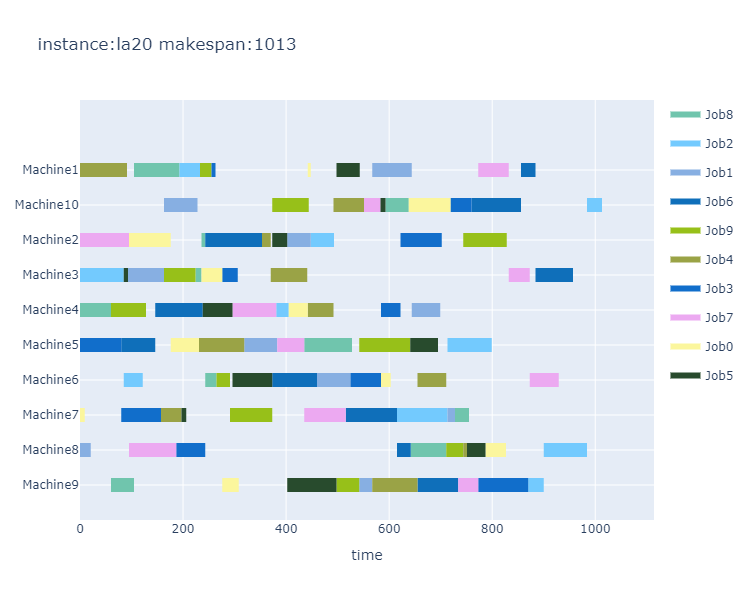 instance:la20 makespan:1013
Machine1
Machine10
Machine2
Machine3
Machine4
Machine5
Machine6
Machine7
Machine8
Machine9
0
200
400
600
800
1000
time
Job8
Job2
Job1
Job6
Job9
Job4
Job3
Job7
Job0
Job5